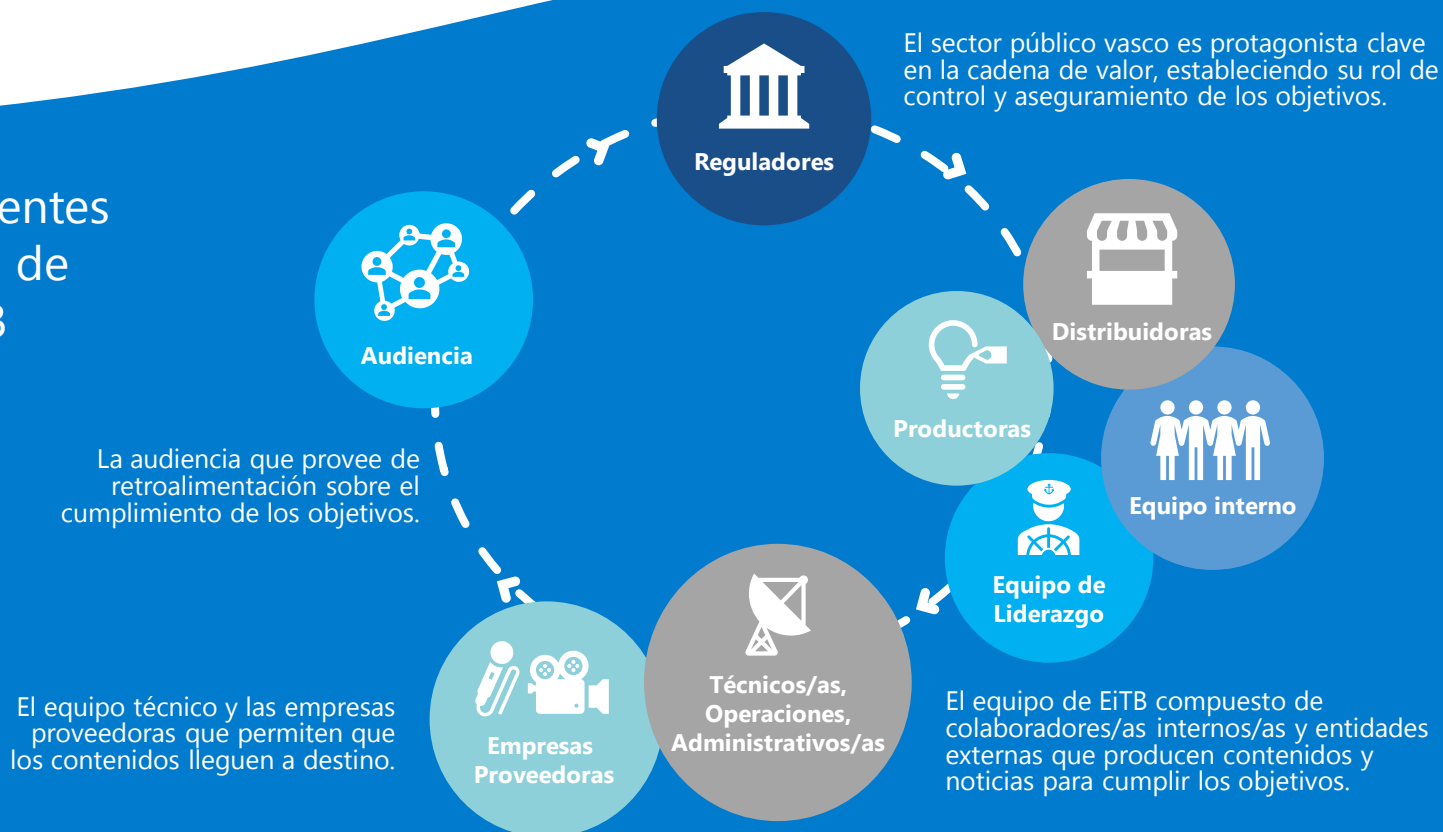 El sector público vasco es protagonista clave
en la cadena de valor, estableciendo su rol de
control y aseguramiento de los objetivos.
Reguladores
de
Distribuidoras
Audiencia
Productoras
La audiencia que provee de
retroalimentación sobre el
cumplimiento de los objetivos.
Equipo interno
Equipo de
Liderazgo
Técnicos/as,
Operaciones,
Administrativos/as
El equipo de EiTB compuesto de
colaboradores/as internos/as y entidades
externas que producen contenidos y
noticias para cumplir los objetivos.
El equipo técnico y las empresas
proveedoras que permiten que
los contenidos lleguen a destino.
Empresas
Proveedoras